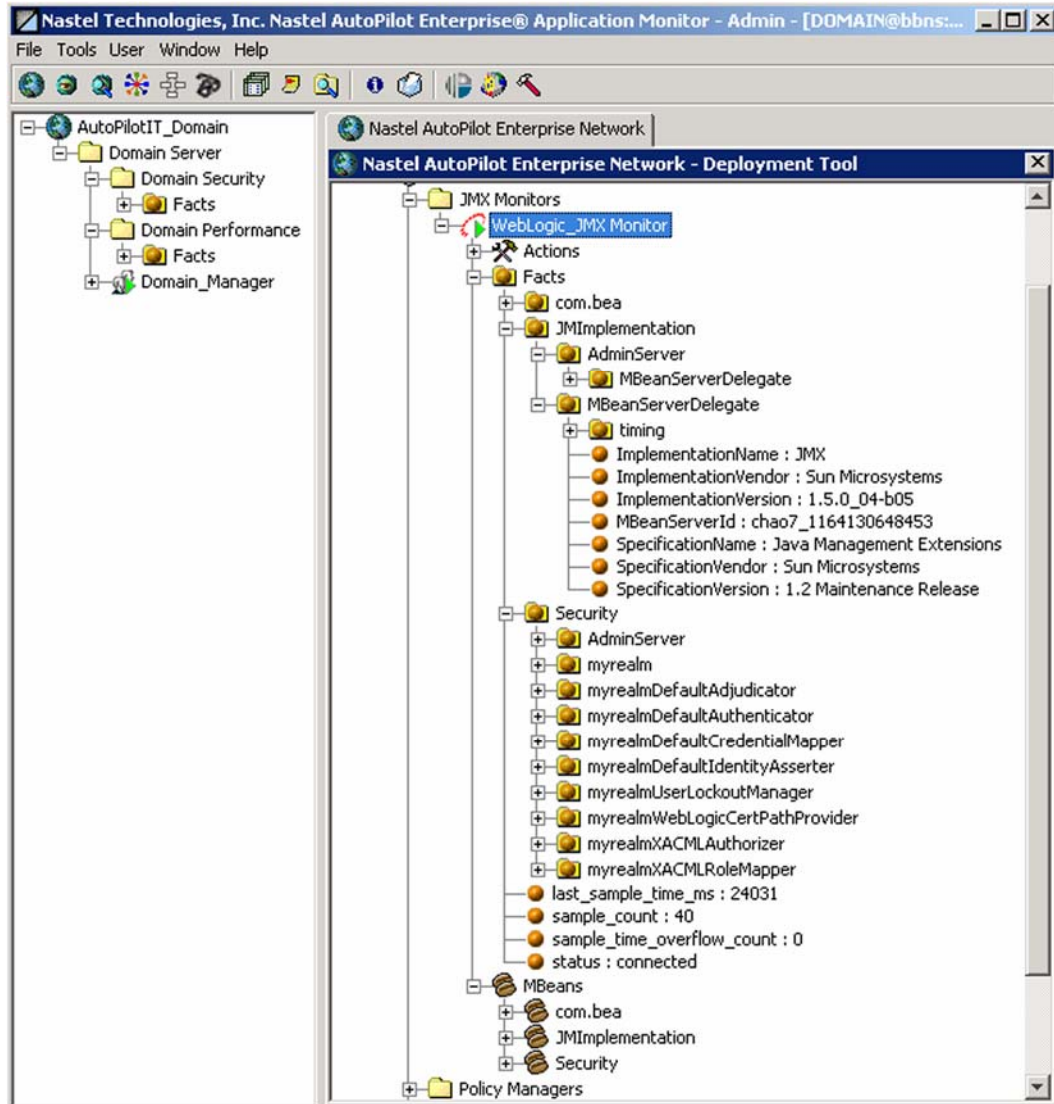 Nastel Technologies, Inc. Nastel AutoPilot Enterprise® Application Monitor - Admin - [DOMAIN@bbns:...
File Tools User Window Help
AutoPilotIT_Domain
Domain Server
Domain Security
Facts
Domain Performance
Facts
Domain_Manager
Nastel AutoPilot Enterprise Network
Nastel AutoPilot Enterprise Network - Deployment Tool
JMX Monitors
WebLogic_JMX Monitor
Actions
Facts
com.bea
JMImplementation
AdminServer
MBeanServerDelegate
MBeanServerDelegate
timing
ImplementationName : JMX
ImplementationVendor : Sun Microsystems
ImplementationVersion : 1.5.0_04-b05
MBeanServerId : chao7_1164130648453
SpecificationName : Java Management Extensions
SpecificationVendor : Sun Microsystems
SpecificationVersion : 1.2 Maintenance Release
Security
AdminServer
myrealm
myrealmDefaultAdjudicator
myrealmDefaultAuthenticator
myrealmDefaultCredentialMapper
myrealmDefaultIdentityAsserter
myrealmUserLockoutManager
myrealmWebLogicCertPathProvider
myrealmXACMLAuthorizer
myrealmXACMLRoleMapper
last_sample_time_ms : 24031
sample_count : 40
sample_time_overflow_count : 0
status : connected
MBeans
com.bea
JMImplementation
Security
Policy Managers